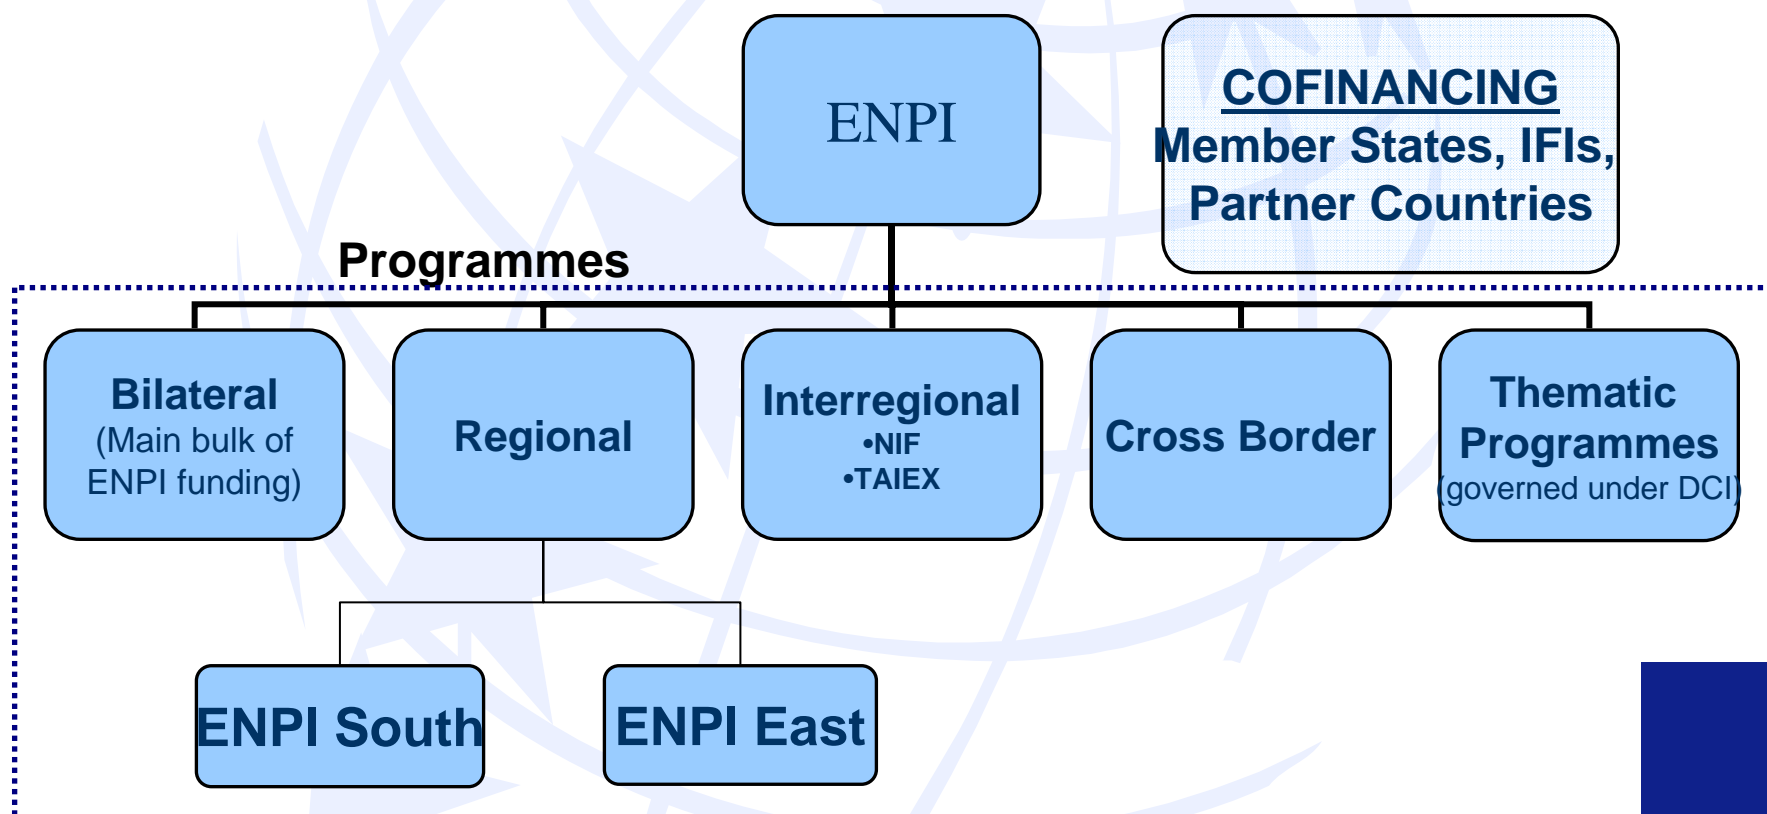 ENPI
COFINANCING
Member States, IFIs,
Partner Countries
Programmes
Bilateral
(Main bulk of
ENPI funding)
Regional
Interregional
•NIF
•TAIEX
Cross Border
Thematic
Programmes
(governed under DCI)
ENPI South
ENPI East